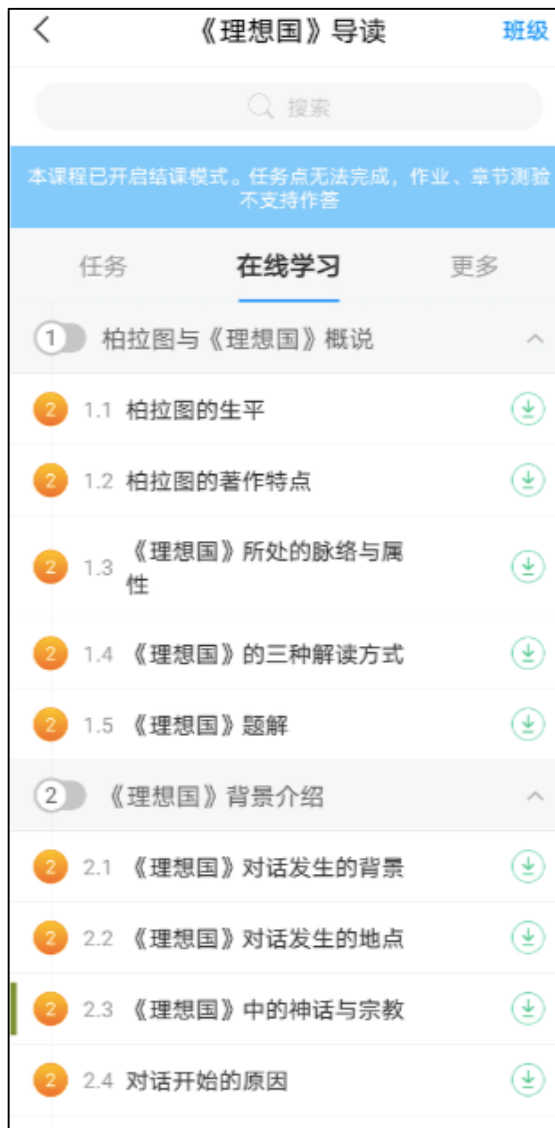 《理想国》导读 班级
搜索
本课程已开启结课模式。任务点无法完成，作业、章节测验
不支持作答
任务 在线学习 更多
1 柏拉图与《理想国》概说
2 1.1 柏拉图的生平
2 1.2 柏拉图的著作特点
2 1.3 《理想国》所处的脉络与属
性
2 1.4 《理想国》的三种解读方式
2 1.5 《理想国》题解
2 《理想国》背景介绍
2 2.1 《理想国》对话发生的背景
2 2.2 《理想国》对话发生的地点
2 2.3 《理想国》中的神话与宗教
2 2.4 对话开始的原因